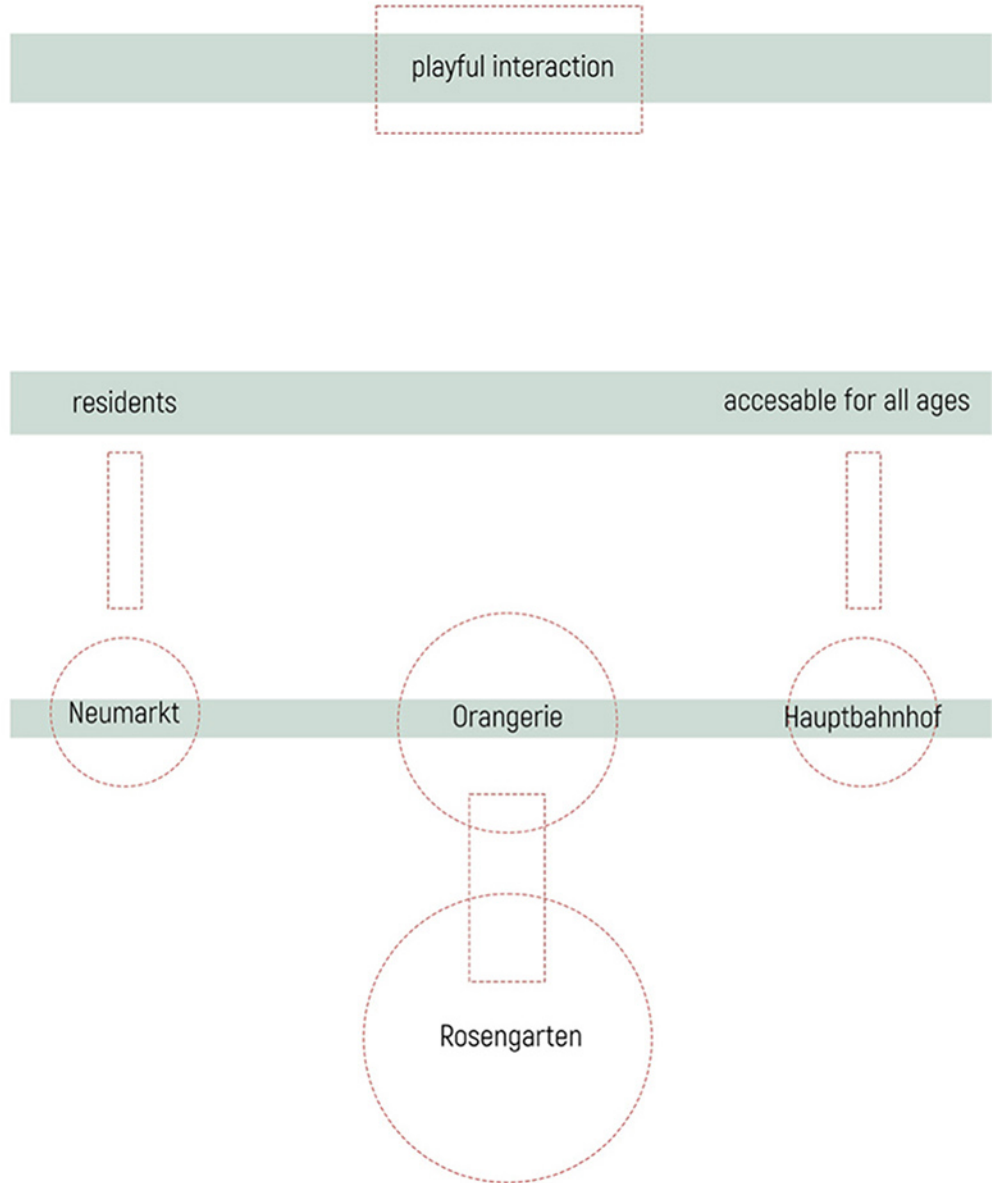 playful interaction
residents
accesable for all ages
Neumarkt
Orangerie
Hauptbahnhof
Rosengarten